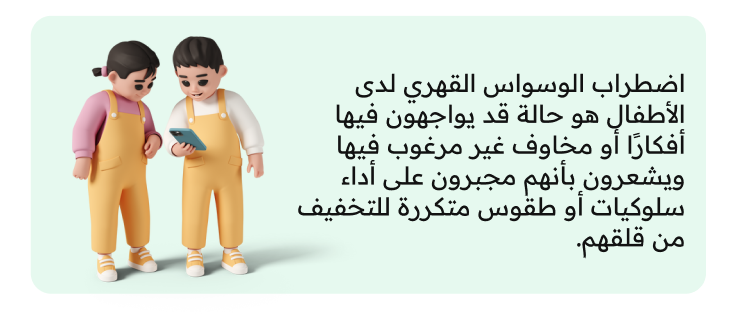 اضطراب الوسواس القهري لدى
الأطفال هو حالة قد يواجهون فيها
أفكارًا أو مخاوف غير مرغوب فيها
ويشعرون بأنهم مجبرون على أداء
سلوكيات أو طقوس متكررة للتخفيف
من قلقهم.